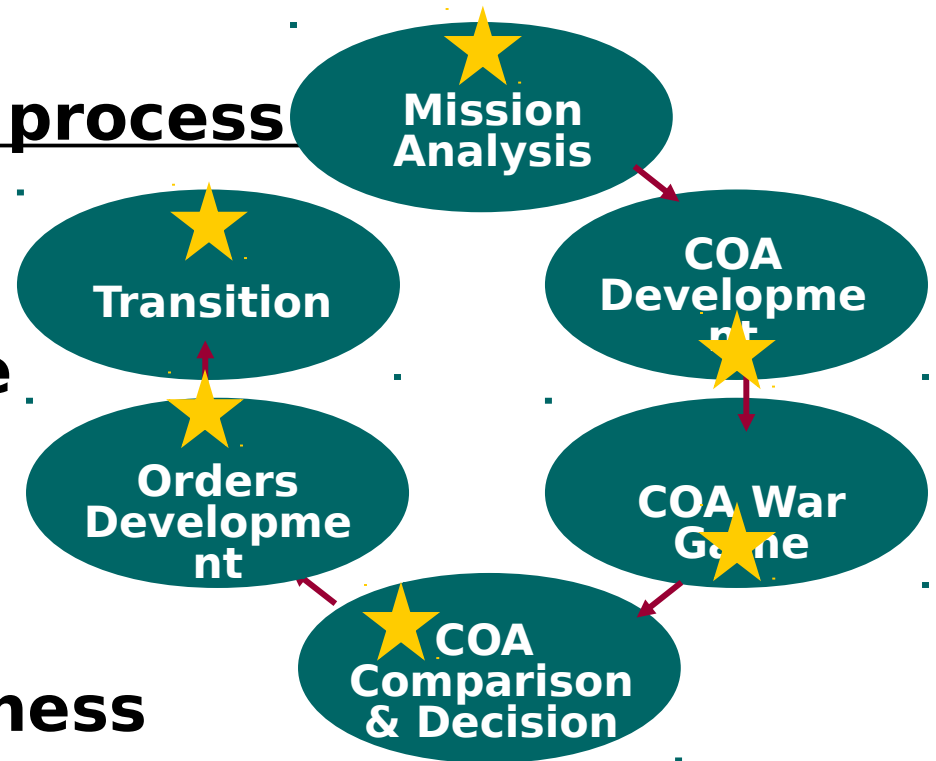 process
Mission
Analysis
Transition
COA
Developme
nt
e
Orders
Developme
nt
COA War
Game
COA
Comparison
& Decision
ness